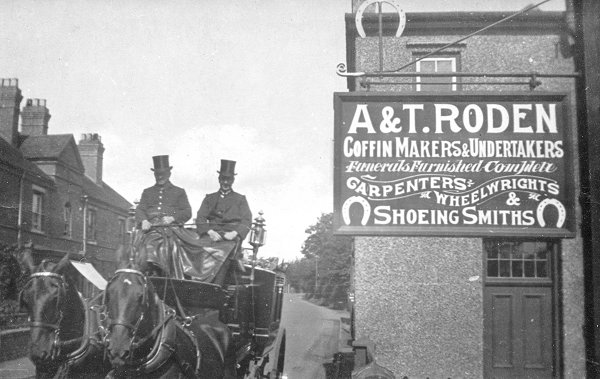 A & T. RODEN
COFFIN MAKERS & UNDERTAKERS
Funerals Furnished Complete
CARPENTERS
WHEELWRIGHTS
&
SHOEING SMITHS